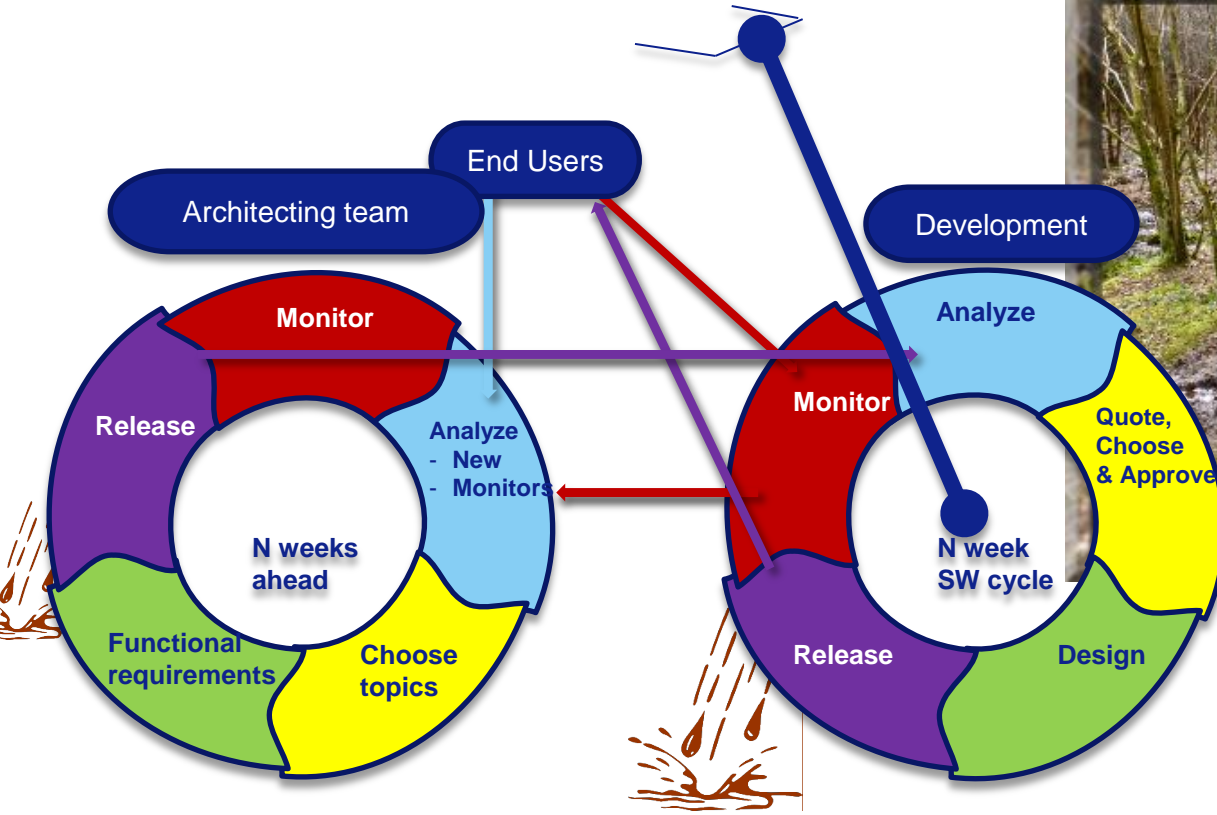 End Users
Architecting team
Development
Monitor
Release
Analyze
- New
- Monitors
N weeks
ahead
Functional
requirements
Choose
topics
Analyze
Monitor
Quote,
Choose
& Approve
N week
SW cycle
Release
Design